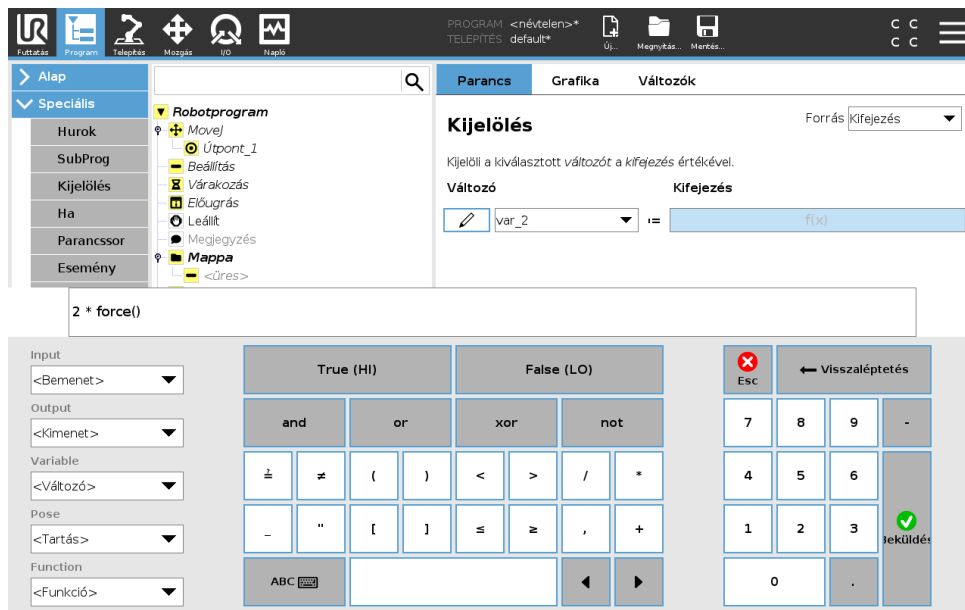 PROGRAM <névtelen>*
TELEPÍTÉS default*
Futtatás Program Telepítés Mozgás I/O Napló Új... Megnyitás... Mentés...
C C
C C
Alap
Speciális
Hurok
SubProg
Kijelölés
Ha
Parancssor
Esemény
Robotprogram
MoveJ
Útpont_1
Beállítás
Várakozás
Előugrás
Leállít
Megjegyzés
Mappa
<üres>
Parancs Grafika Változók
Kijelölés
Forrás Kifejezés
Kijelöli a kiválasztott változót a kifejezés értékével.
Változó Kifejezés
var_2 := f(x)
2 * force()
Input
<Bemenet>
Output
<Kimenet>
Variable
<Változó>
Pose
<Tartás>
Function
<Funkció>
True (HI) False (LO)
and or xor not
≟ ≠ ( ) < > / *
_ " [ ] ≤ ≥ , +
ABC
Esc Visszaléptetés
7 8 9 -
4 5 6
1 2 3 Beküldés
0 .